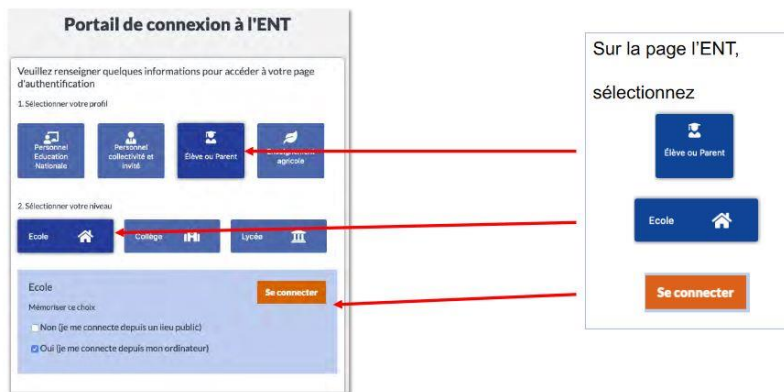 Portail de connexion à l'ENT
Veuillez renseigner quelques informations pour accéder à votre page
d'authentification
1. Sélectionner votre profil
Personnel
Education
Nationale
Personnel
collectivité et
invité
Élève ou Parent
Enseignement
agricole
2. Sélectionner votre niveau
Ecole
Collège
Lycée
Ecole
Se connecter
Mémoriser ce choix
Non (je me connecte depuis un lieu public)
Oui (je me connecte depuis mon ordinateur)
Sur la page l'ENT,
sélectionnez
Élève ou Parent
Ecole
Se connecter